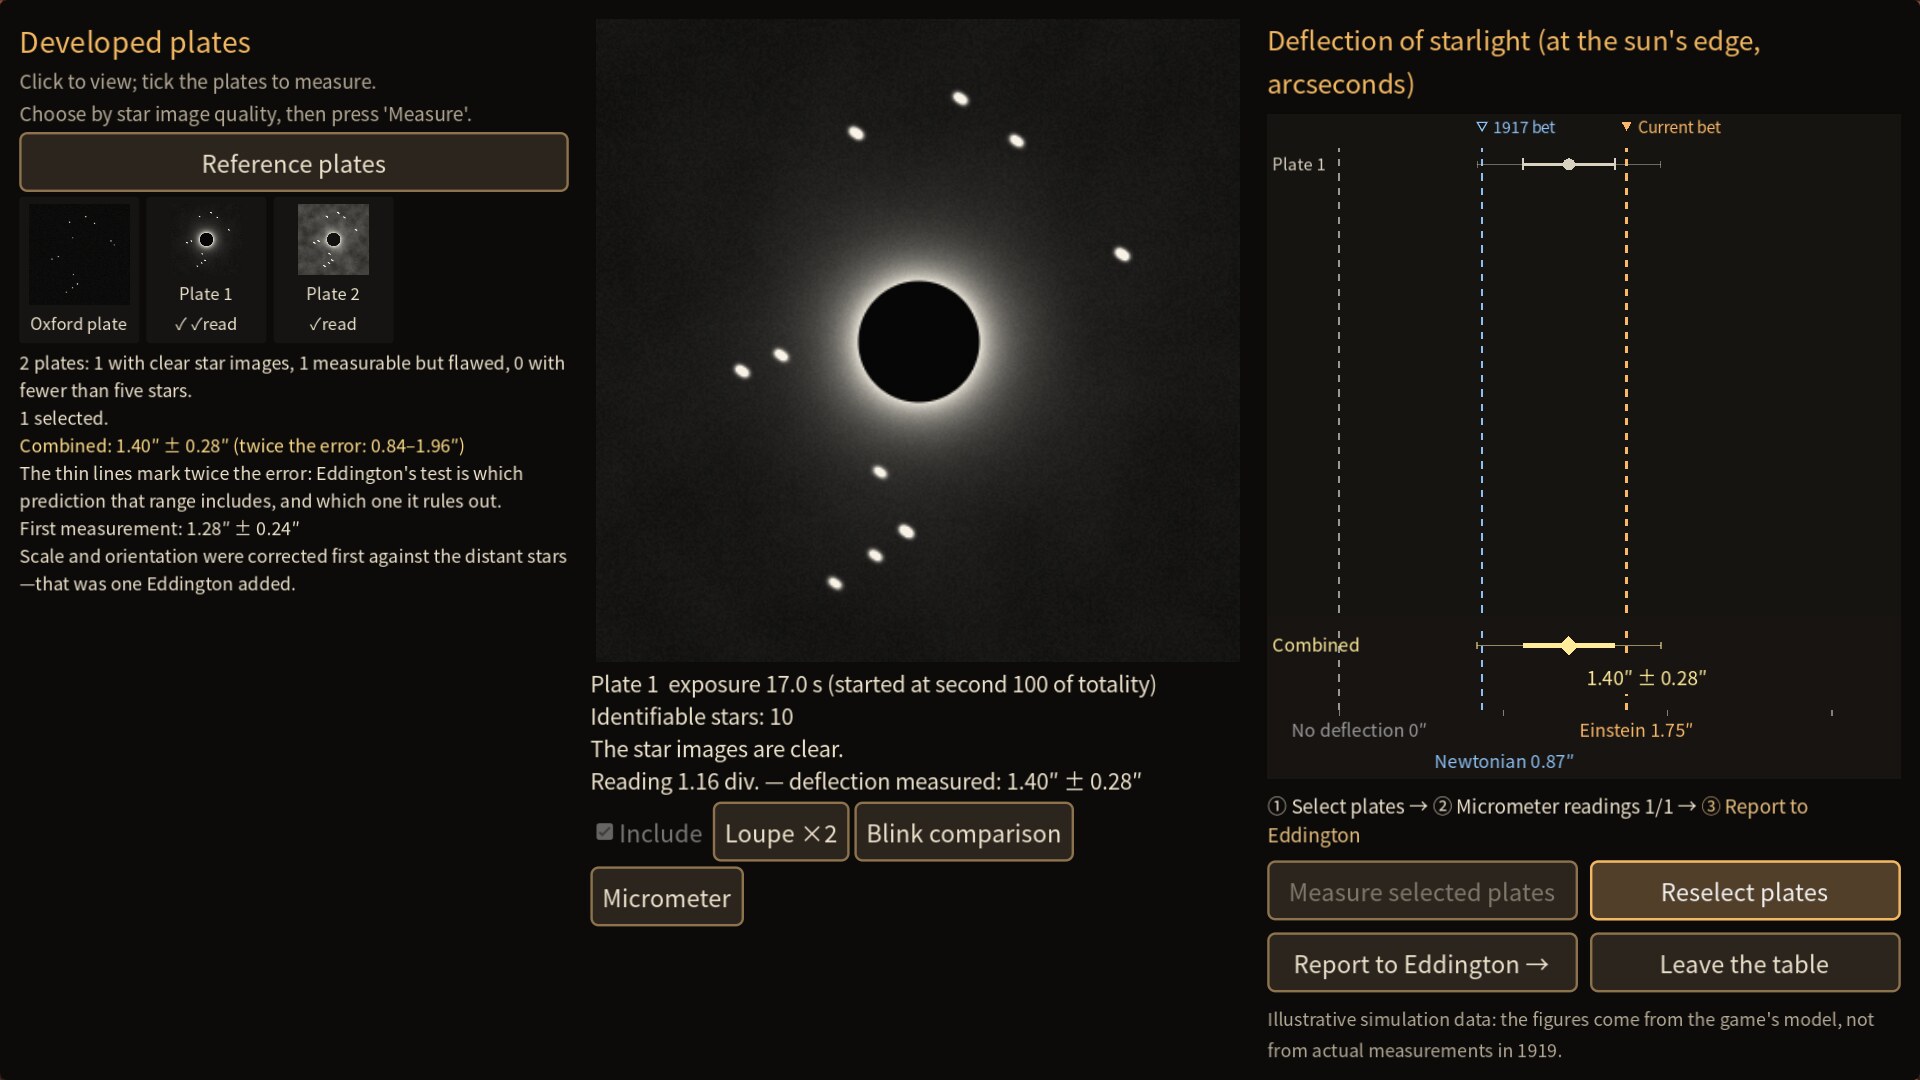 Developed plates
Click to view; tick the plates to measure.
Choose by star image quality, then press 'Measure'.
Reference plates
Oxford plate
Plate 1
✓ ✓read
Plate 2
✓read
2 plates: 1 with clear star images, 1 measurable but flawed, 0 with
fewer than five stars.
1 selected.
Combined: 1.40″ ± 0.28″ (twice the error: 0.84–1.96″)
The thin lines mark twice the error: Eddington's test is which
prediction that range includes, and which one it rules out.
First measurement: 1.28″ ± 0.24″
Scale and orientation were corrected first against the distant stars
—that was one Eddington added.
Plate 1  exposure 17.0 s (started at second 100 of totality)
Identifiable stars: 10
The star images are clear.
Reading 1.16 div. — deflection measured: 1.40″ ± 0.28″
Include
Loupe ×2
Blink comparison
Micrometer
Deflection of starlight (at the sun's edge,
arcseconds)
▽ 1917 bet
▼ Current bet
Plate 1
Combined
1.40″ ± 0.28″
No deflection 0″
Einstein 1.75″
Newtonian 0.87″
① Select plates → ② Micrometer readings 1/1 → ③ Report to
Eddington
Measure selected plates
Reselect plates
Report to Eddington →
Leave the table
Illustrative simulation data: the figures come from the game's model, not
from actual measurements in 1919.